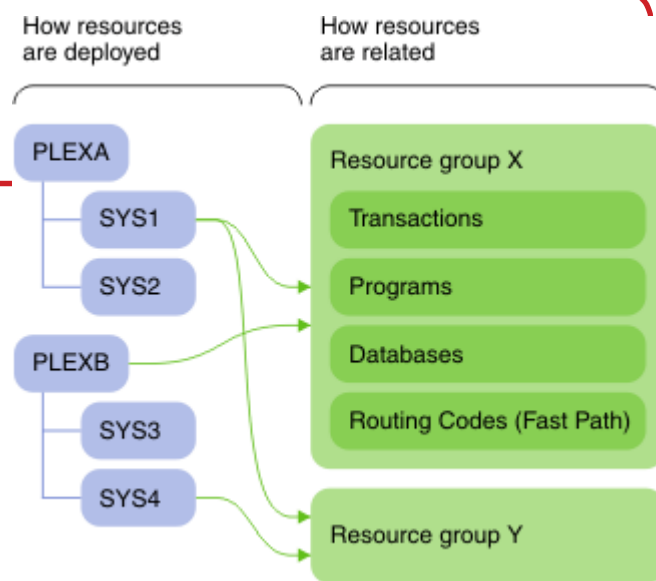 How resources
are deployed
How resources
are related
PLEXA
SYS1
SYS2
PLEXB
SYS3
SYS4
Resource group X
Transactions
Programs
Databases
Routing Codes (Fast Path)
Resource group Y